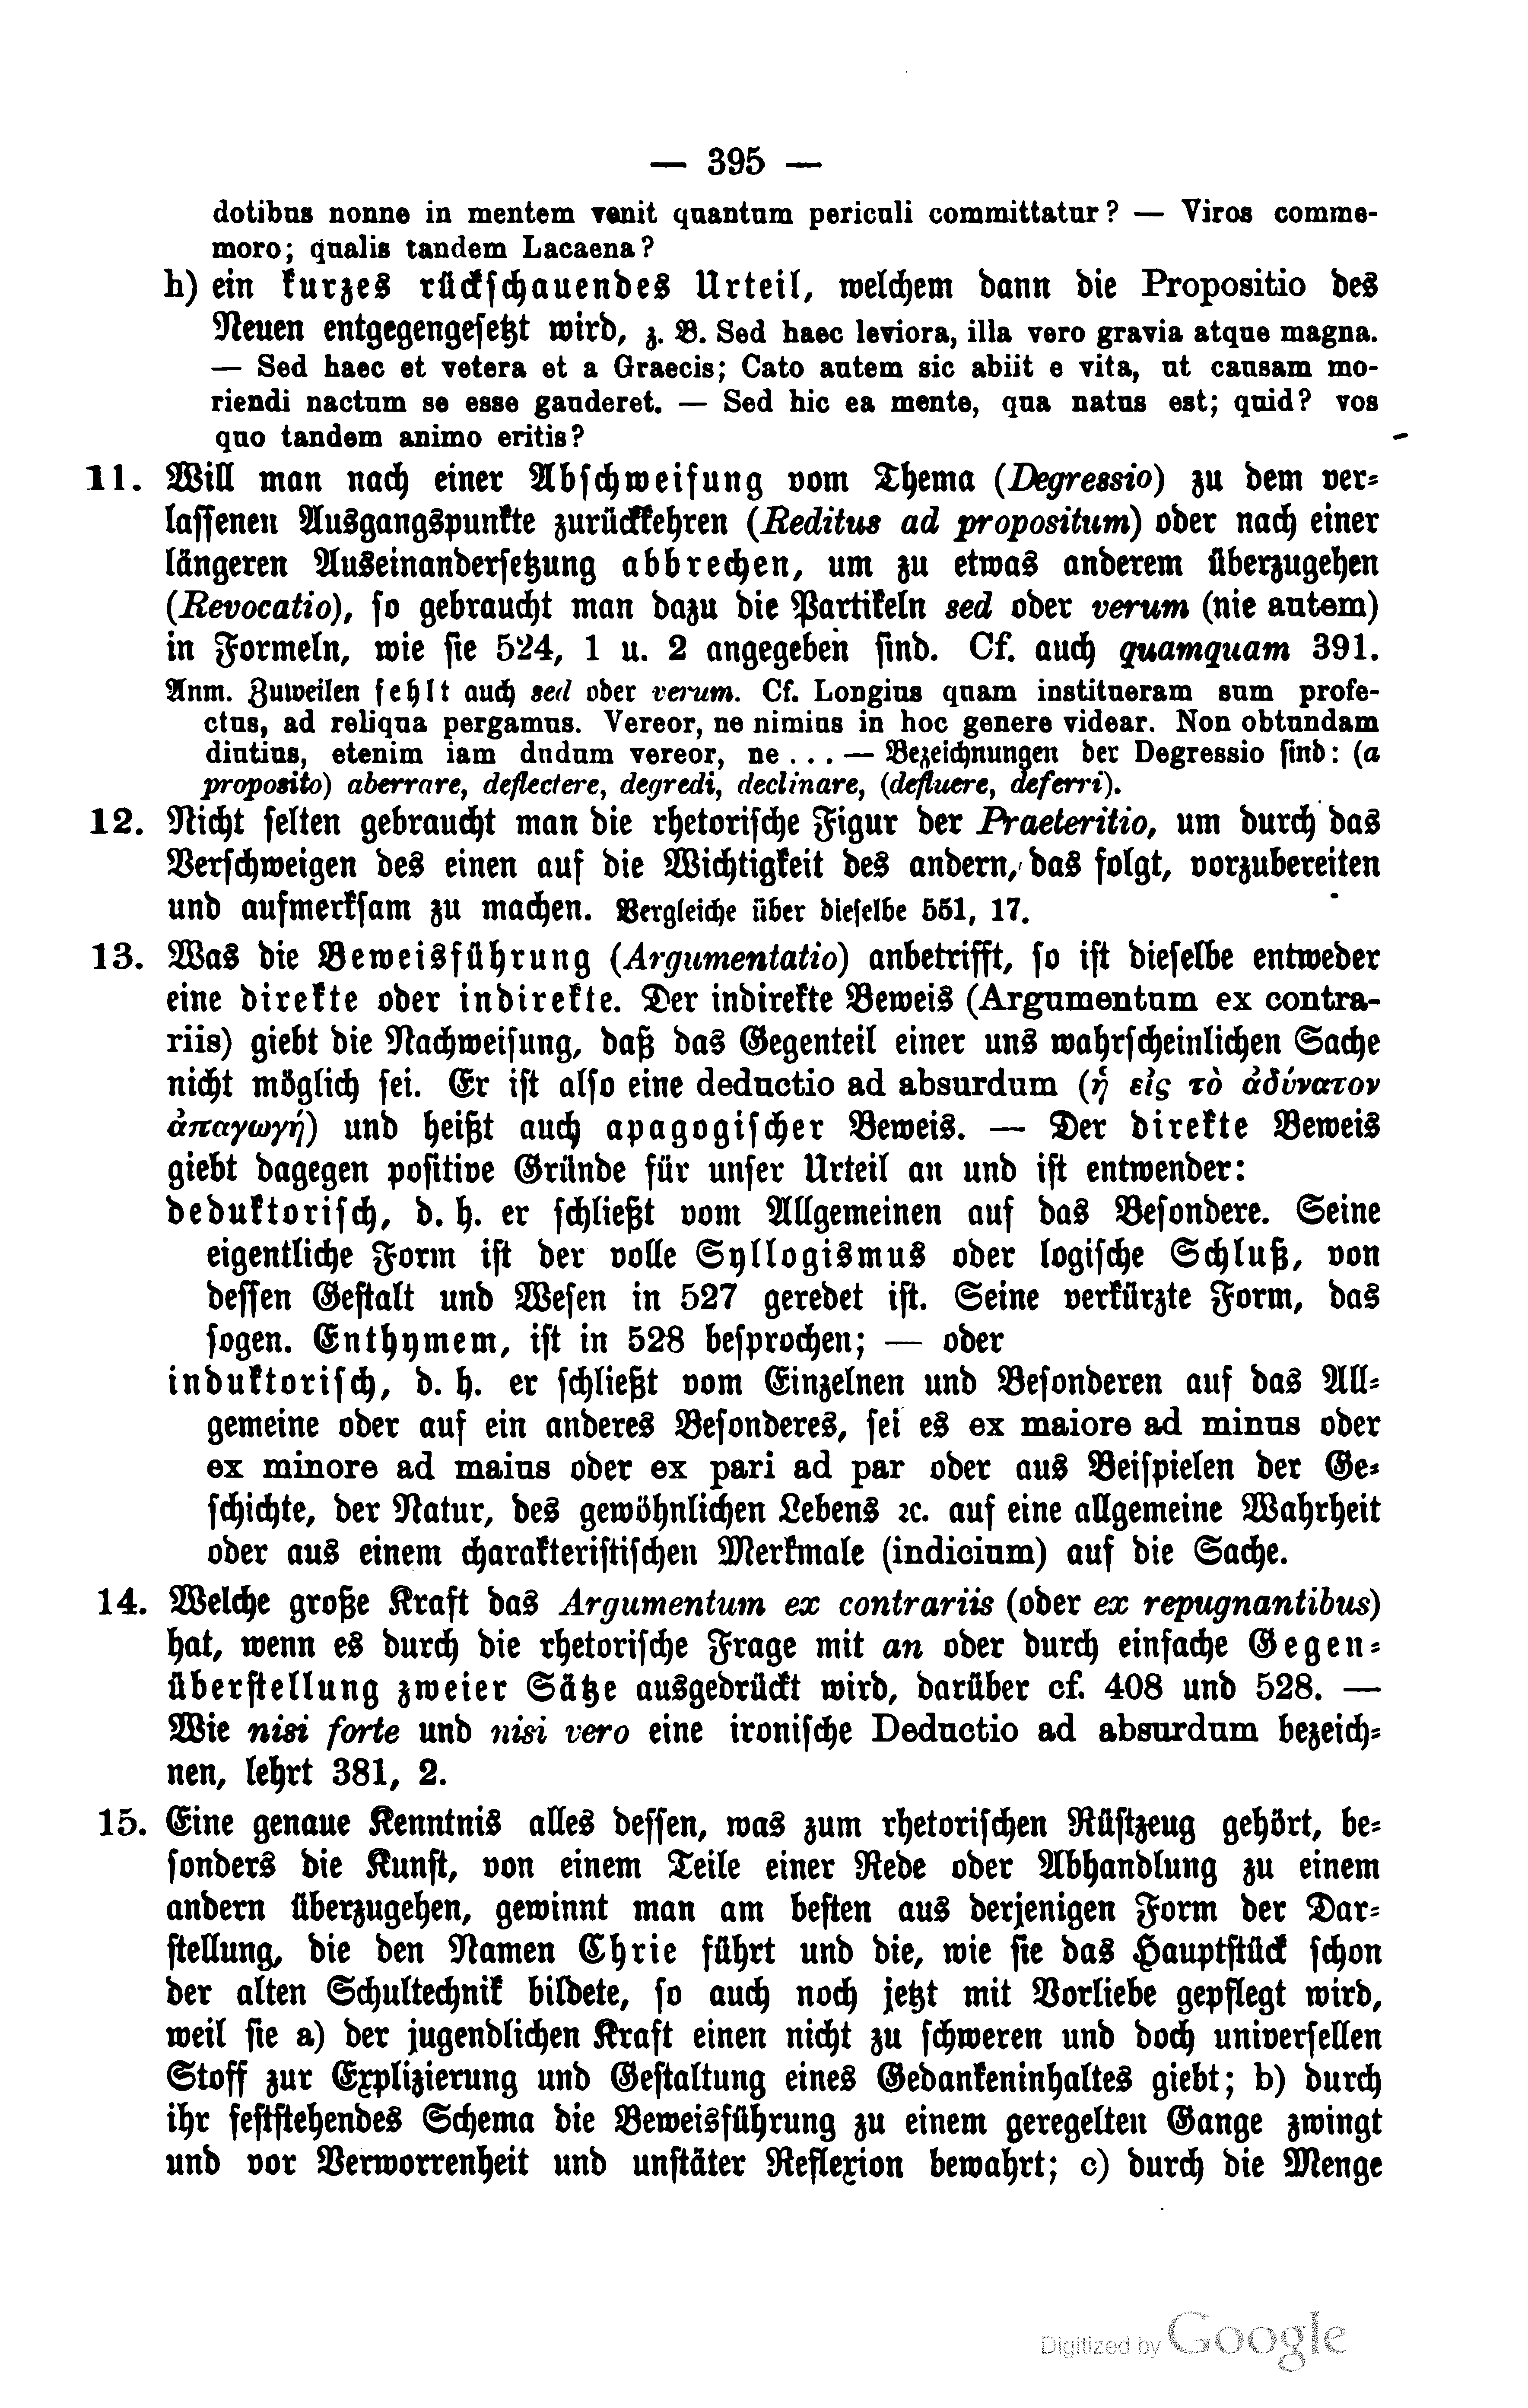 — 395 —
dotibus nonne in mentem venit quantum periculi committatur? — Viros comme-
moro; qualis tandem Lacaena?
h) ein kurzes rückschauendes Urteil, welchem dann die Propositio des
Neuen entgegengesetzt wird, z. B. Sed haec leviora, illa vero gravia atque magna.
— Sed haec et vetera et a Graecis; Cato autem sic abiit e vita, ut causam mo-
riendi nactum se esse gauderet. — Sed hic ea mente, qua natus est; quid? vos
quo tandem animo eritis?
11. Will man nach einer Abschweifung vom Thema (Degressio) zu dem ver-
lassenen Ausgangspunkte zurückkehren (Reditus ad propositum) oder nach einer
längeren Auseinandersetzung abbrechen, um zu etwas anderem überzugehen
(Revocatio), so gebraucht man dazu die Partikeln sed oder verum (nie autem)
in Formeln, wie sie 524, 1 u. 2 angegeben sind. Cf. auch quamquam 391.
Anm. Zuweilen fehlt auch sed oder verum. Cf. Longius quam institueram sum profe-
ctus, ad reliqua pergamus. Vereor, ne nimius in hoc genere videar. Non obtundam
diutius, etenim iam dudum vereor, ne . . . — Bezeichnungen der Degressio sind: (a
proposito) aberrare, deflectere, degredi, declinare, (defluere, deferri).
12. Nicht selten gebraucht man die rhetorische Figur der Praeteritio, um durch das
Verschweigen des einen auf die Wichtigkeit des andern, das folgt, vorzubereiten
und aufmerksam zu machen. Vergleiche über dieselbe 551, 17.
13. Was die Beweisführung (Argumentatio) anbetrifft, so ist dieselbe entweder
eine direkte oder indirekte. Der indirekte Beweis (Argumentum ex contra-
riis) giebt die Nachweisung, daß das Gegenteil einer uns wahrscheinlichen Sache
nicht möglich sei. Er ist also eine deductio ad absurdum (ἡ εἰς τὸ ἀδύνατον
ἀπαγωγή) und heißt auch apagogischer Beweis. — Der direkte Beweis
giebt dagegen positive Gründe für unser Urteil an und ist entwender:
deduktorisch, d. h. er schließt vom Allgemeinen auf das Besondere. Seine
eigentliche Form ist der volle Syllogismus oder logische Schluß, von
dessen Gestalt und Wesen in 527 geredet ist. Seine verkürzte Form, das
sogen. Enthymem, ist in 528 besprochen; — oder
induktorisch, d. h. er schließt vom Einzelnen und Besonderen auf das All-
gemeine oder auf ein anderes Besonderes, sei es ex maiore ad minus oder
ex minore ad maius oder ex pari ad par oder aus Beispielen der Ge-
schichte, der Natur, des gewöhnlichen Lebens ꝛc. auf eine allgemeine Wahrheit
oder aus einem charakteristischen Merkmale (indicium) auf die Sache.
14. Welche große Kraft das Argumentum ex contrariis (oder ex repugnantibus)
hat, wenn es durch die rhetorische Frage mit an oder durch einfache Gegen-
überstellung zweier Sätze ausgedrückt wird, darüber cf. 408 und 528. —
Wie nisi forte und nisi vero eine ironische Deductio ad absurdum bezeich-
nen, lehrt 381, 2.
15. Eine genaue Kenntnis alles dessen, was zum rhetorischen Rüstzeug gehört, be-
sonders die Kunst, von einem Teile einer Rede oder Abhandlung zu einem
andern überzugehen, gewinnt man am besten aus derjenigen Form der Dar-
stellung, die den Namen Chrie führt und die, wie sie das Hauptstück schon
der alten Schultechnik bildete, so auch noch jetzt mit Vorliebe gepflegt wird,
weil sie a) der jugendlichen Kraft einen nicht zu schweren und doch universellen
Stoff zur Explizierung und Gestaltung eines Gedankeninhaltes giebt; b) durch
ihr feststehendes Schema die Beweisführung zu einem geregelten Gange zwingt
und vor Verworrenheit und unstäter Reflexion bewahrt; c) durch die Menge
Digitized by Google